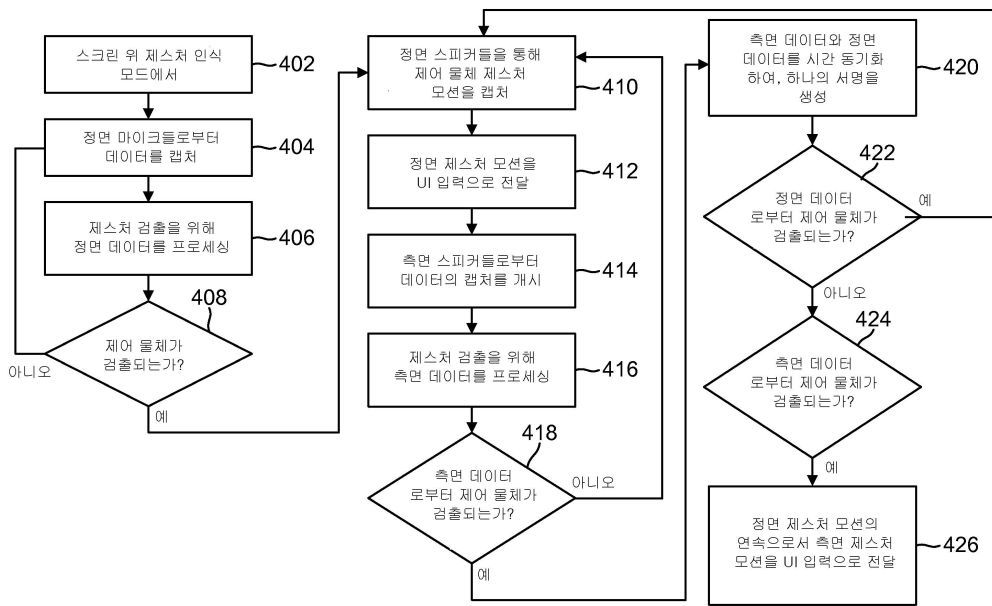 스크린 위 제스처 인식
모드에서
402
정면 마이크들로부터
데이터를 캡처
404
제스처 검출을 위해
정면 데이터를 프로세싱
406
408
제어 물체가
검출되는가?
아니오
예
정면 스피커들을 통해
제어 물체 제스처
모션을 캡처
410
정면 제스처 모션을
UI 입력으로 전달
412
측면 스피커들로부터
데이터의 캡처를 개시
414
제스처 검출을 위해
측면 데이터를 프로세싱
416
418
측면 데이터
로부터 제어 물체가
검출되는가?
아니오
예
측면 데이터와 정면
데이터를 시간 동기화
하여, 하나의 서명을
생성
420
422
정면 데이터
로부터 제어 물체가
검출되는가?
예
아니오
424
측면 데이터
로부터 제어 물체가
검출되는가?
예
정면 제스처 모션의
연속으로서 측면 제스처
모션을 UI 입력으로 전달
426